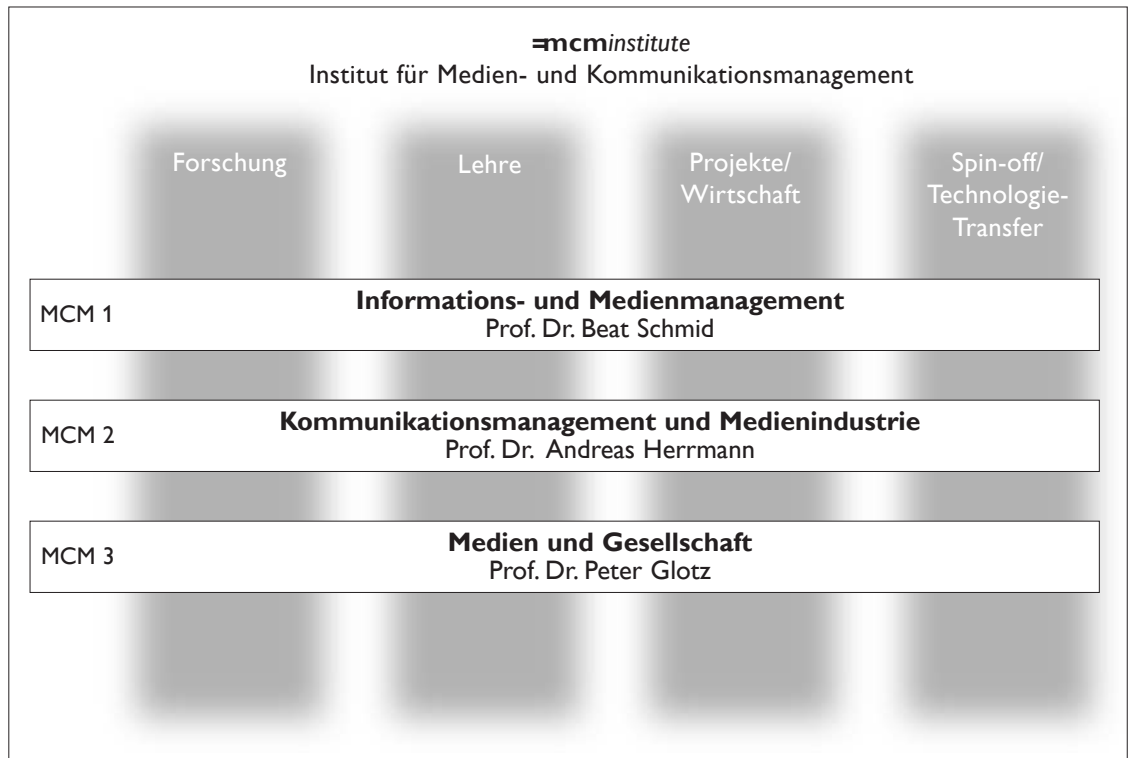 =mcminstitute
Institut für Medien- und Kommunikationsmanagement
Forschung
Lehre
Projekte/
Wirtschaft
Spin-off/
Technologie-
Transfer
MCM 1
Informations- und Medienmanagement
Prof. Dr. Beat Schmid
MCM 2
Kommunikationsmanagement und Medienindustrie
Prof. Dr. Andreas Herrmann
MCM 3
Medien und Gesellschaft
Prof. Dr. Peter Glotz